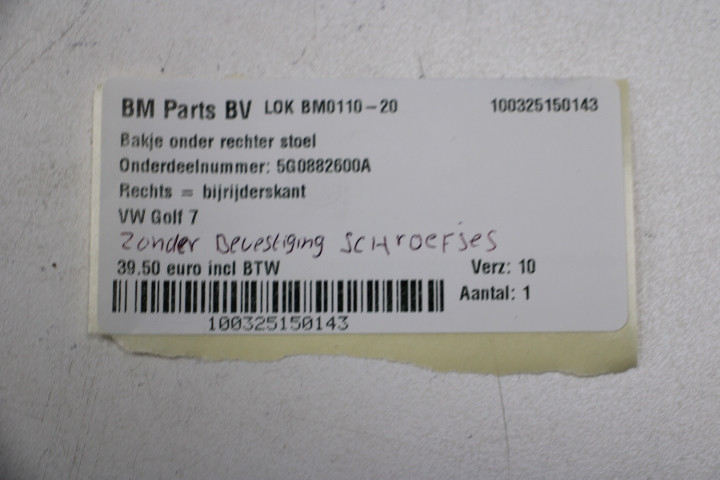 BM Parts BV LOK BM0110-20 100325150143
Bakje onder rechter stoel
Onderdeelnummer: 5G0882600A
Rechts = bijrijderskant
VW Golf 7
Zonder Bevestiging SCHroeFjes
39.50 euro incl BTW Verz: 10
Aantal: 1
100325150143